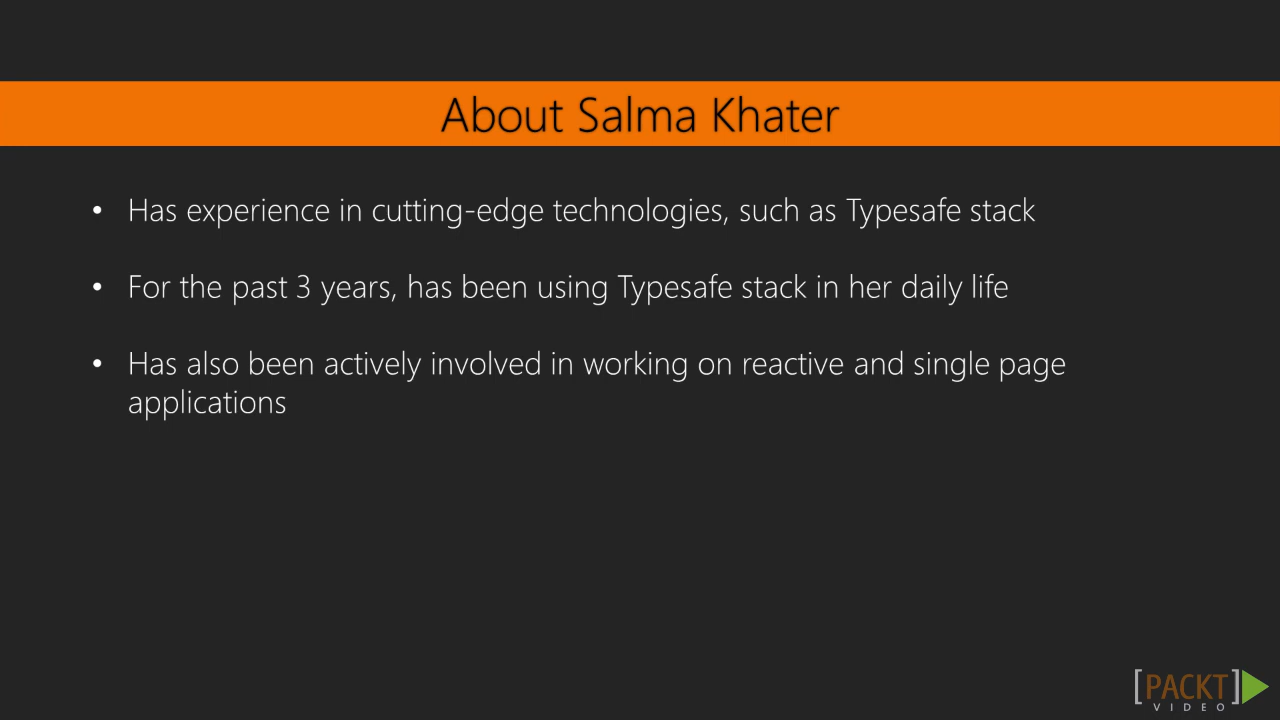 About Salma Khater
• Has experience in cutting-edge technologies, such as Typesafe stack
• For the past 3 years, has been using Typesafe stack in her daily life
• Has also been actively involved in working on reactive and single page
applications
[PACKT]
VIDEO